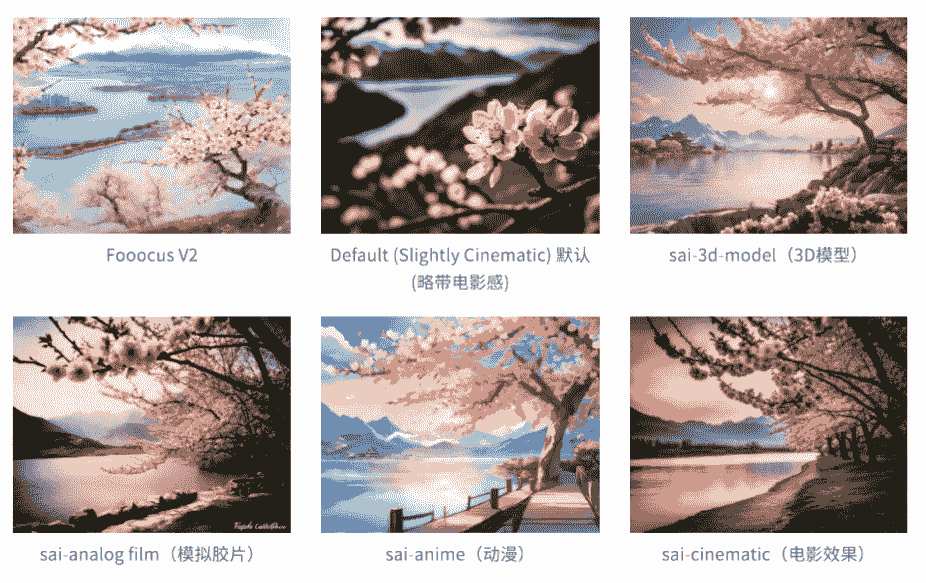 Fooocus V2
Default (Slightly Cinematic) 默认
(略带电影感)
sai-3d-model（3D模型）
sai-analog film（模拟胶片）
sai-anime（动漫）
sai-cinematic（电影效果）